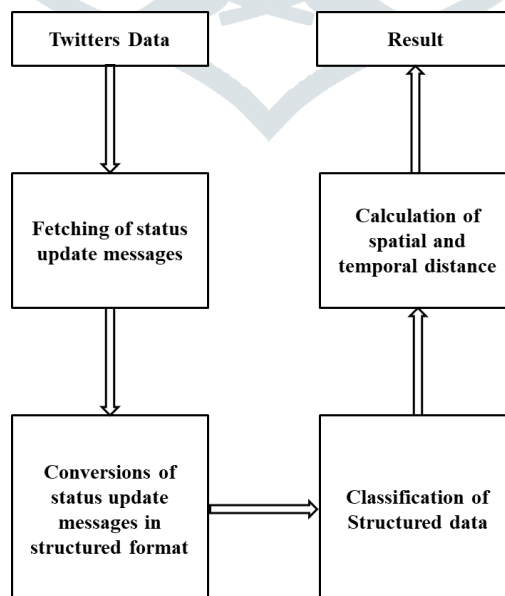 Twitters Data
Fetching of status
update messages
Conversions of
status update
messages in
structured format
Classification of
Structured data
Calculation of
spatial and
temporal distance
Result